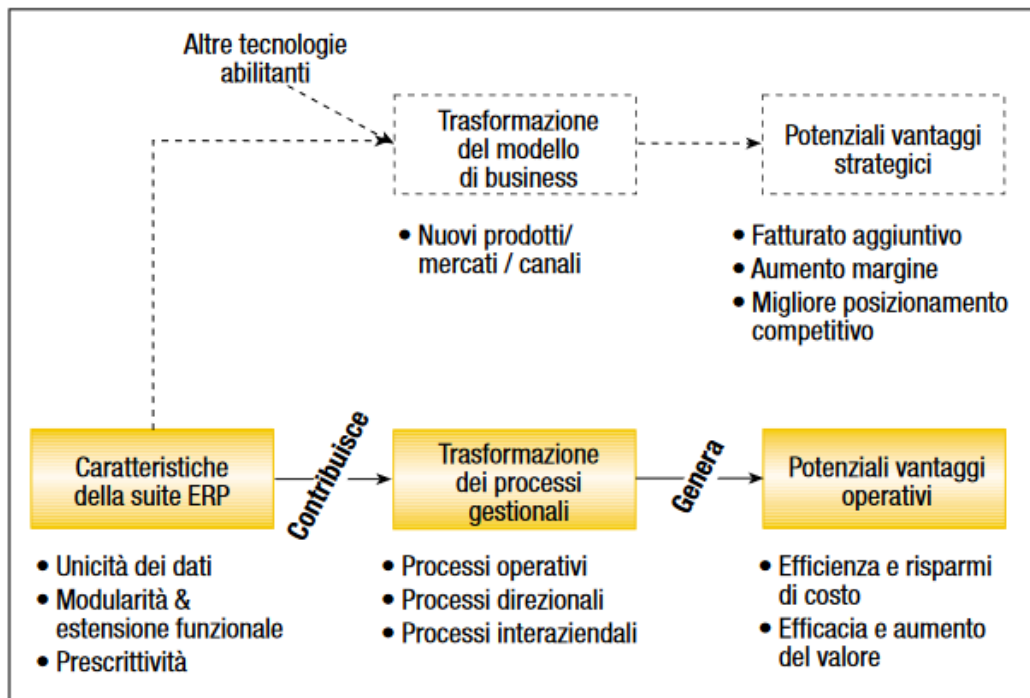 Altre tecnologie
abilitanti
Trasformazione
del modello
di business
Potenziali vantaggi
strategici
• Nuovi prodotti/
mercati / canali
• Fatturato aggiuntivo
• Aumento margine
• Migliore posizionamento
competitivo
Caratteristiche
della suite ERP
Contribuisce
Trasformazione
dei processi
gestionali
Genera
Potenziali vantaggi
operativi
• Unicità dei dati
• Modularità &
estensione funzionale
• Prescrittività
• Processi operativi
• Processi direzionali
• Processi interaziendali
• Efficienza e risparmi
di costo
• Efficacia e aumento
del valore